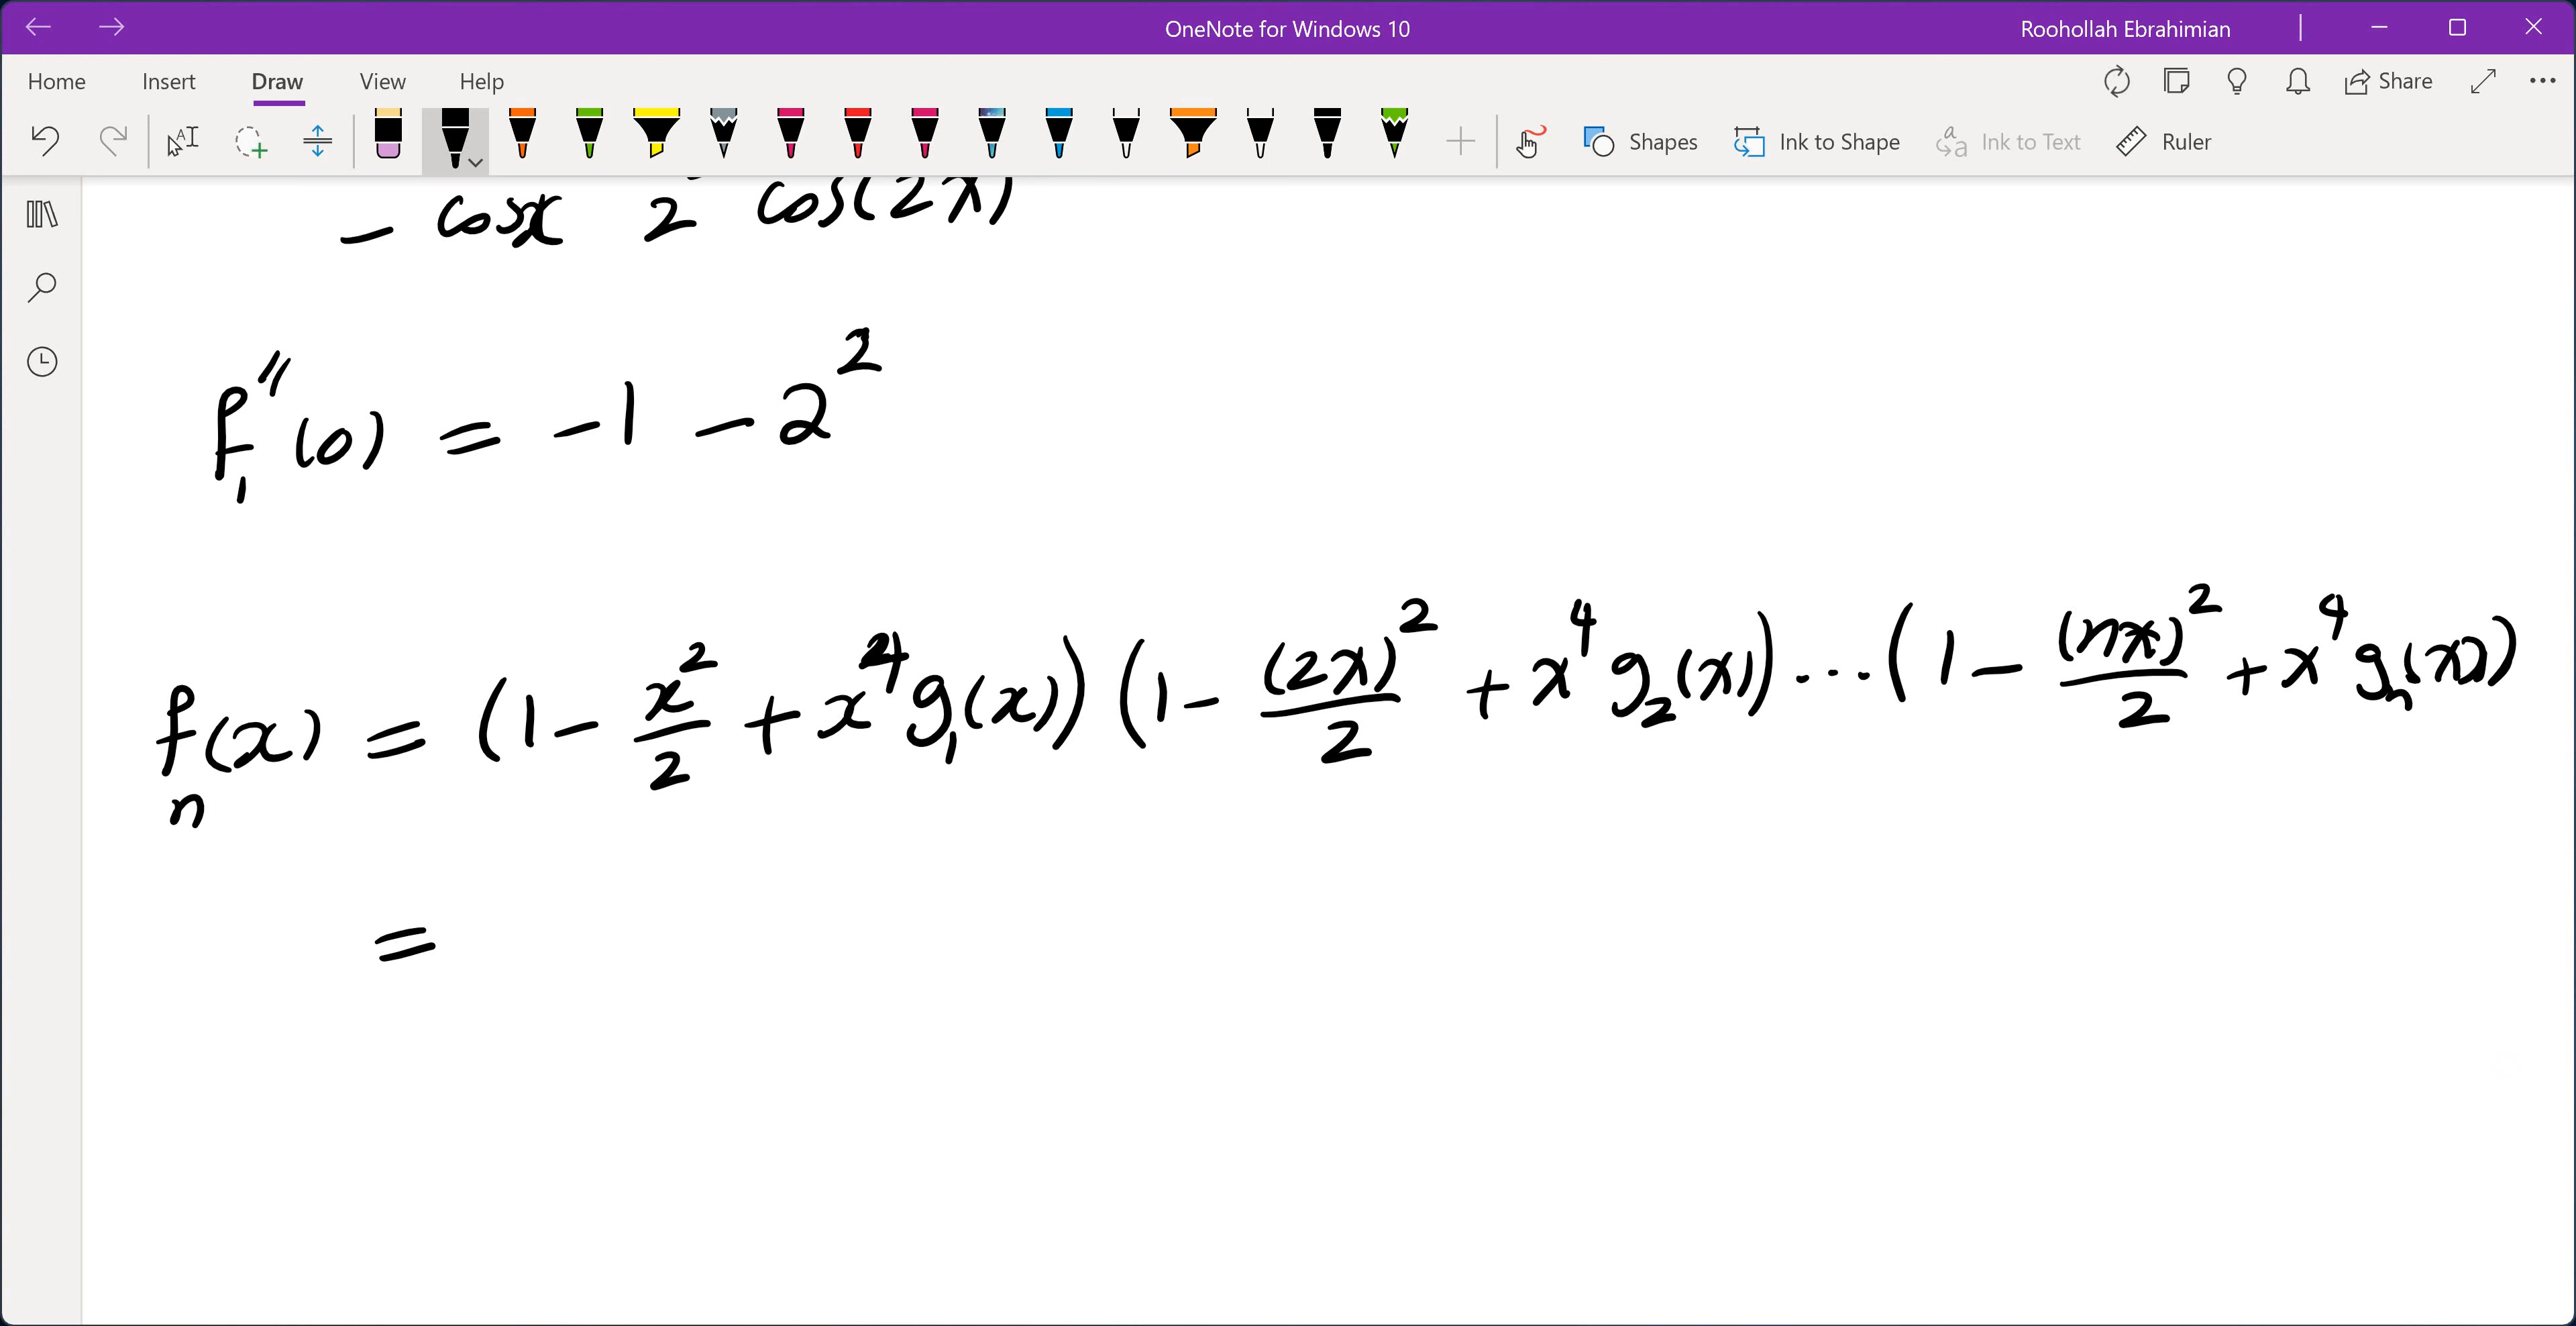 OneNote for Windows 10 Roohollah Ebrahimian
Home Insert Draw View Help Share
Shapes Ink to Shape Ink to Text Ruler
- cosx 2² cos(2x)
f₁''(0) = -1 - 2²
fₙ(x) = (1 - x²/2 + x⁴g₁(x)) (1 - (2x)²/2 + x⁴g₂(x)) ... (1 - (nx)²/2 + x⁴gₙ(x))
=